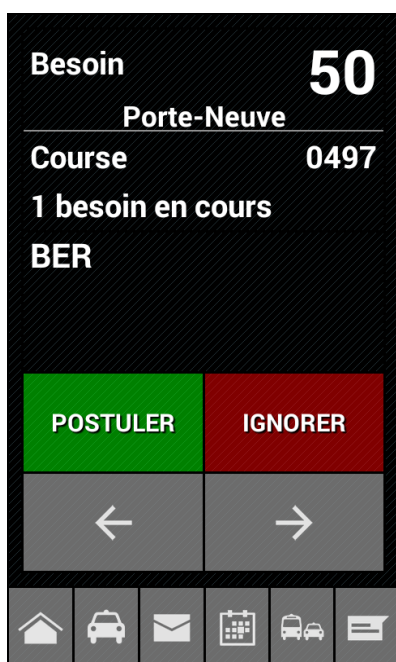 Besoin 50
Porte-Neuve
Course 0497
1 besoin en cours
BER
POSTULER IGNORER